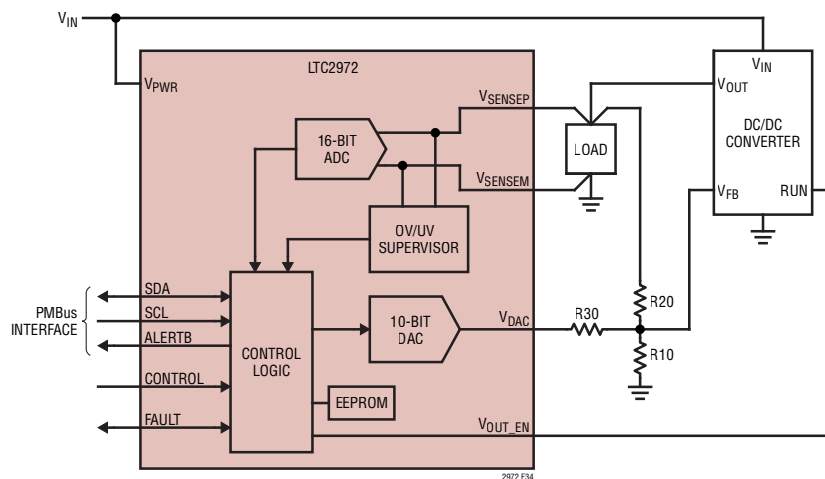 VIN
LTC2972
VPWR
VSENSEP
VIN
VOUT
16-BIT
ADC
LOAD
DC/DC
CONVERTER
VSENSEM
VFB
RUN
OV/UV
SUPERVISOR
PMBus
INTERFACE
SDA
SCL
ALERTB
CONTROL
FAULT
CONTROL
LOGIC
10-BIT
DAC
VDAC
R30
R20
R10
EEPROM
VOUT_EN
2972 F34